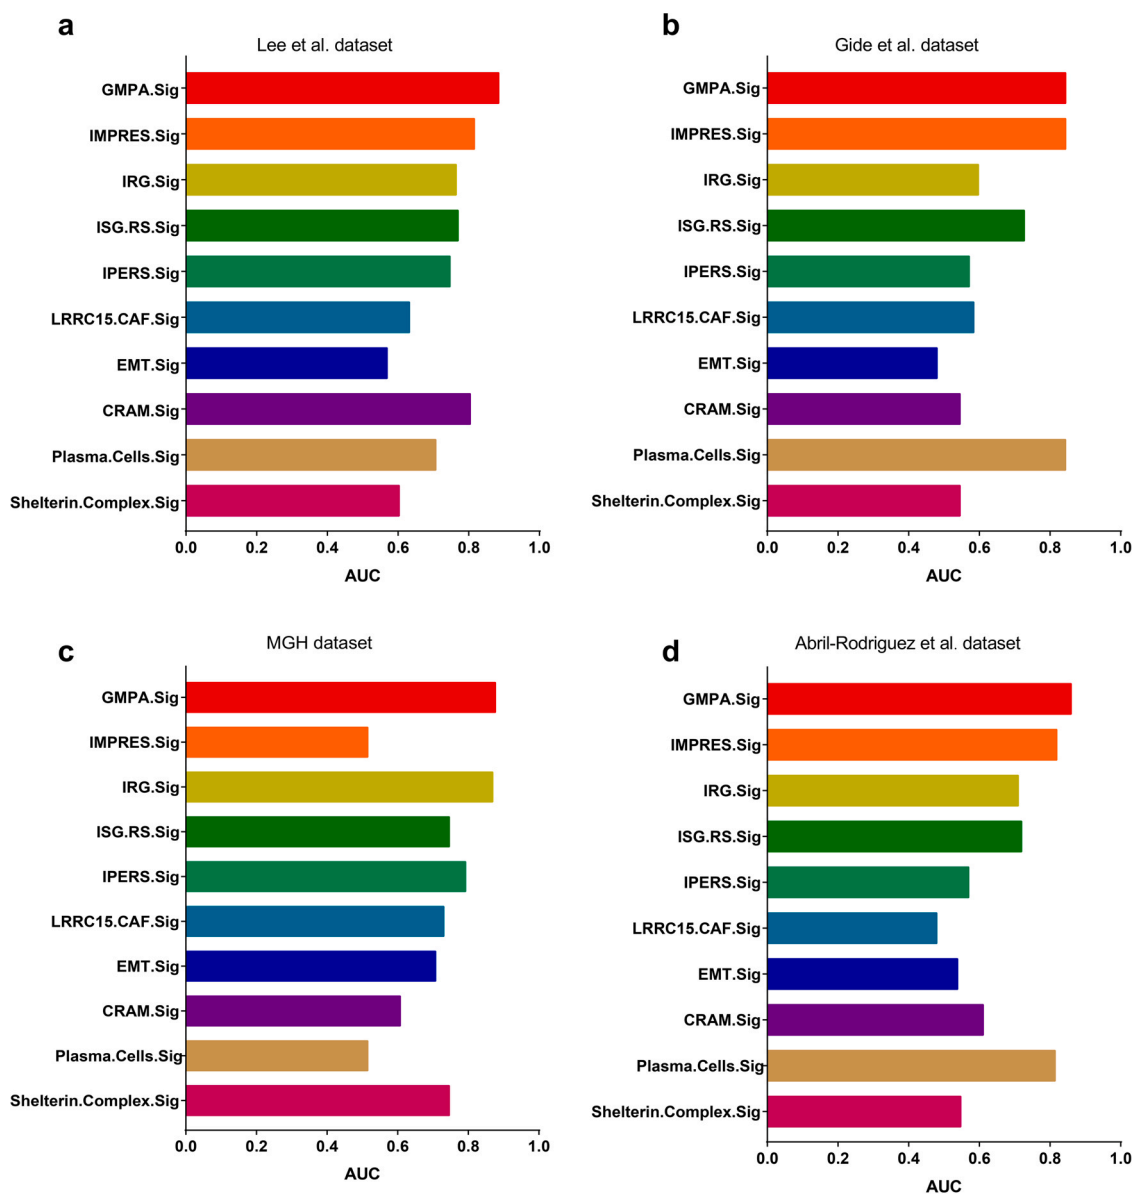 a
Lee et al. dataset
GMPA.Sig
IMPRES.Sig
IRG.Sig
ISG.RS.Sig
IPERS.Sig
LRRC15.CAF.Sig
EMT.Sig
CRAM.Sig
Plasma.Cells.Sig
Shelterin.Complex.Sig
0.0 0.2 0.4 0.6 0.8 1.0
AUC
b
Gide et al. dataset
GMPA.Sig
IMPRES.Sig
IRG.Sig
ISG.RS.Sig
IPERS.Sig
LRRC15.CAF.Sig
EMT.Sig
CRAM.Sig
Plasma.Cells.Sig
Shelterin.Complex.Sig
0.0 0.2 0.4 0.6 0.8 1.0
AUC
c
MGH dataset
GMPA.Sig
IMPRES.Sig
IRG.Sig
ISG.RS.Sig
IPERS.Sig
LRRC15.CAF.Sig
EMT.Sig
CRAM.Sig
Plasma.Cells.Sig
Shelterin.Complex.Sig
0.0 0.2 0.4 0.6 0.8 1.0
AUC
d
Abril-Rodriguez et al. dataset
GMPA.Sig
IMPRES.Sig
IRG.Sig
ISG.RS.Sig
IPERS.Sig
LRRC15.CAF.Sig
EMT.Sig
CRAM.Sig
Plasma.Cells.Sig
Shelterin.Complex.Sig
0.0 0.2 0.4 0.6 0.8 1.0
AUC